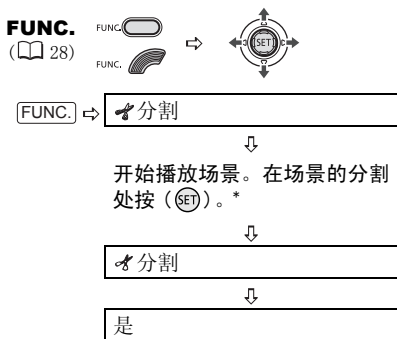 FUNC.
( 28)
FUNC.
FUNC.
SET
FUNC.
分割
开始播放场景。在场景的分割
处按（SET）。*
分割
是